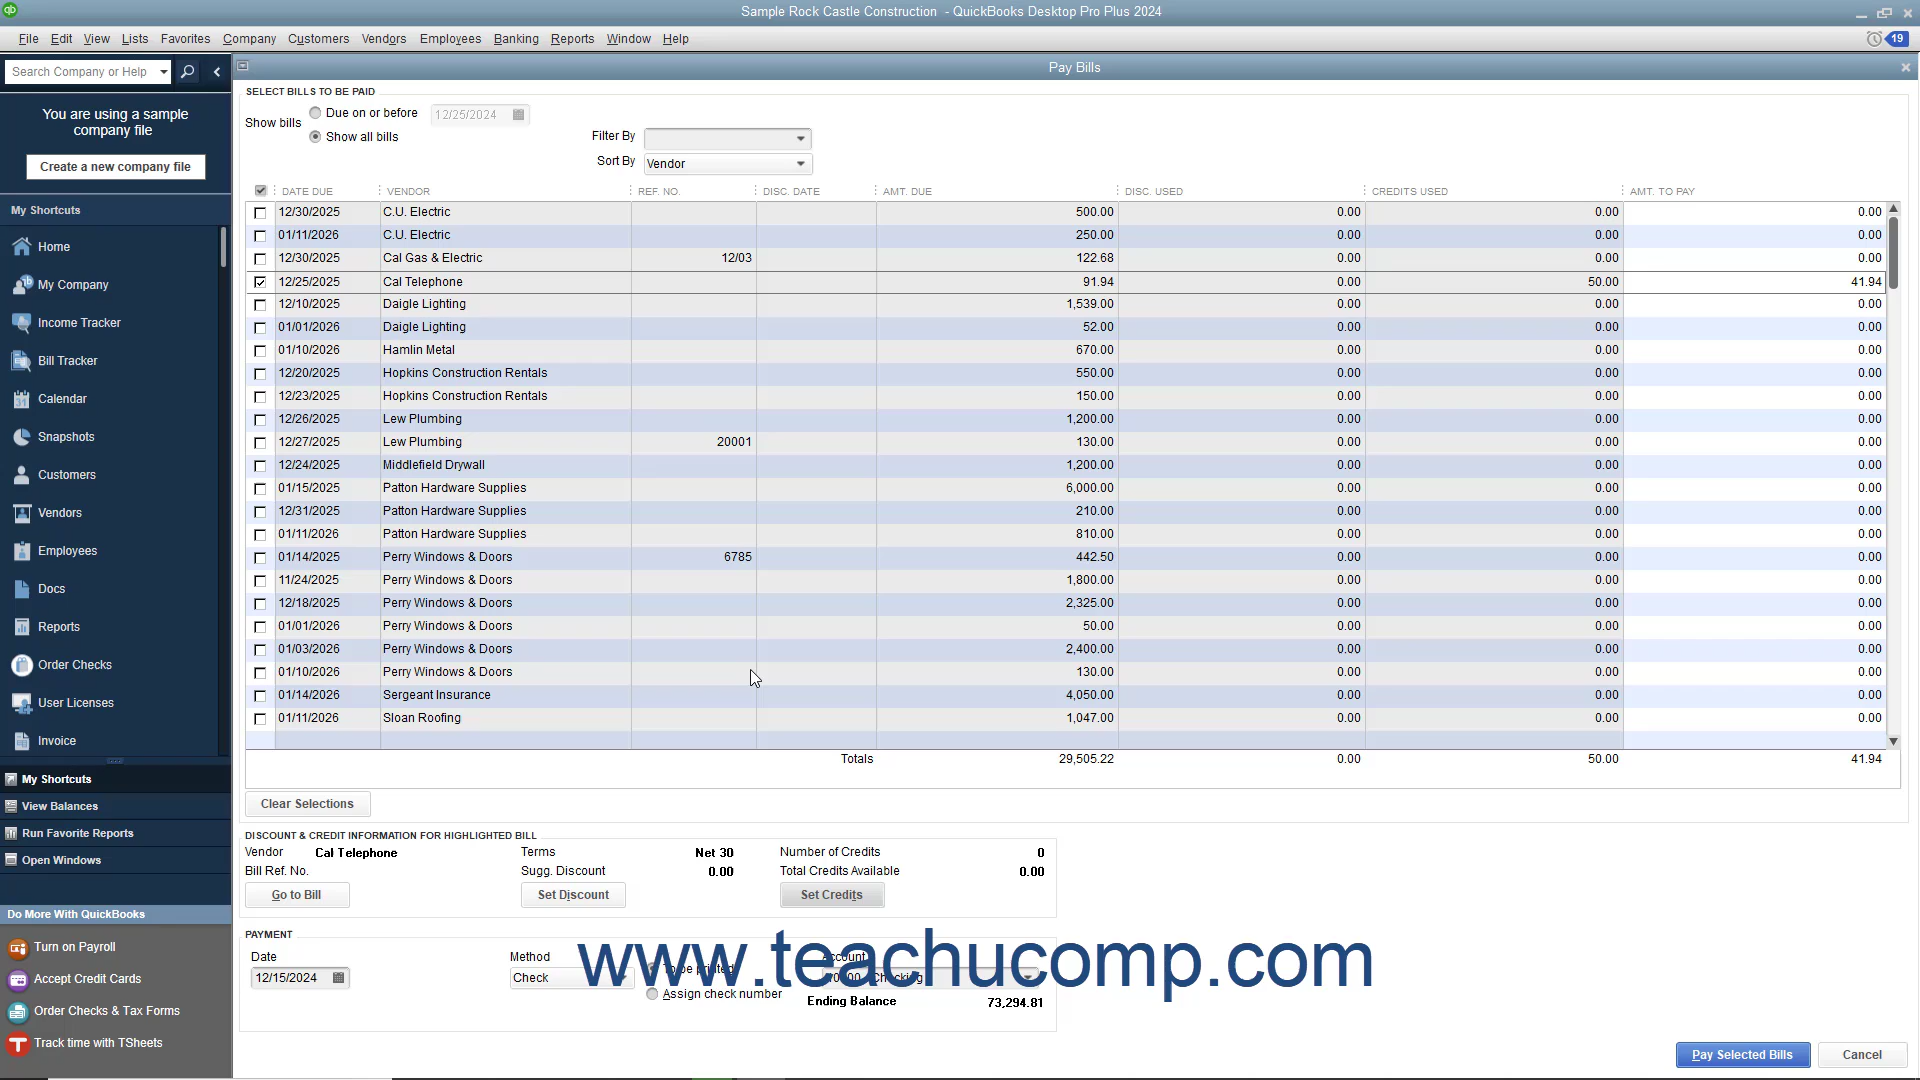 Sample Rock Castle Construction - QuickBooks Desktop Pro Plus 2024
File Edit View Lists Favorites Company Customers Vendors Employees Banking Reports Window Help
19
Search Company or Help
Pay Bills
You are using a sample
company file
Create a new company file
My Shortcuts
Home
My Company
Income Tracker
Bill Tracker
Calendar
Snapshots
Customers
Vendors
Employees
Docs
Reports
Order Checks
User Licenses
Invoice
My Shortcuts
View Balances
Run Favorite Reports
Open Windows
Do More With QuickBooks
Turn on Payroll
Accept Credit Cards
Order Checks & Tax Forms
Track time with TSheets
SELECT BILLS TO BE PAID
Show bills
Due on or before 12/25/2024
Show all bills
Filter By
Sort By Vendor
DATE DUE VENDOR REF. NO. DISC. DATE AMT. DUE DISC. USED CREDITS USED AMT. TO PAY
12/30/2025 C.U. Electric 500.00 0.00 0.00 0.00
01/11/2026 C.U. Electric 250.00 0.00 0.00 0.00
12/30/2025 Cal Gas & Electric 12/03 122.68 0.00 0.00 0.00
12/25/2025 Cal Telephone 91.94 0.00 50.00 41.94
12/10/2025 Daigle Lighting 1,539.00 0.00 0.00 0.00
01/01/2026 Daigle Lighting 52.00 0.00 0.00 0.00
01/10/2026 Hamlin Metal 670.00 0.00 0.00 0.00
12/20/2025 Hopkins Construction Rentals 550.00 0.00 0.00 0.00
12/23/2025 Hopkins Construction Rentals 150.00 0.00 0.00 0.00
12/26/2025 Lew Plumbing 1,200.00 0.00 0.00 0.00
12/27/2025 Lew Plumbing 20001 130.00 0.00 0.00 0.00
12/24/2025 Middlefield Drywall 1,200.00 0.00 0.00 0.00
01/15/2025 Patton Hardware Supplies 6,000.00 0.00 0.00 0.00
12/31/2025 Patton Hardware Supplies 210.00 0.00 0.00 0.00
01/11/2026 Patton Hardware Supplies 810.00 0.00 0.00 0.00
01/14/2025 Perry Windows & Doors 6785 442.50 0.00 0.00 0.00
11/24/2025 Perry Windows & Doors 1,800.00 0.00 0.00 0.00
12/18/2025 Perry Windows & Doors 2,325.00 0.00 0.00 0.00
01/01/2026 Perry Windows & Doors 50.00 0.00 0.00 0.00
01/03/2026 Perry Windows & Doors 2,400.00 0.00 0.00 0.00
01/10/2026 Perry Windows & Doors 130.00 0.00 0.00 0.00
01/14/2026 Sergeant Insurance 4,050.00 0.00 0.00 0.00
01/11/2026 Sloan Roofing 1,047.00 0.00 0.00 0.00
Totals 29,505.22 0.00 50.00 41.94
Clear Selections
DISCOUNT & CREDIT INFORMATION FOR HIGHLIGHTED BILL
Vendor Cal Telephone Terms Net 30 Number of Credits 0
Bill Ref. No. Sugg. Discount 0.00 Total Credits Available 0.00
Go to Bill Set Discount Set Credits
PAYMENT
Date Method Account
12/15/2024 Check To be printed Checking
Assign check number Ending Balance 73,294.81
www.teachucomp.com
Pay Selected Bills Cancel